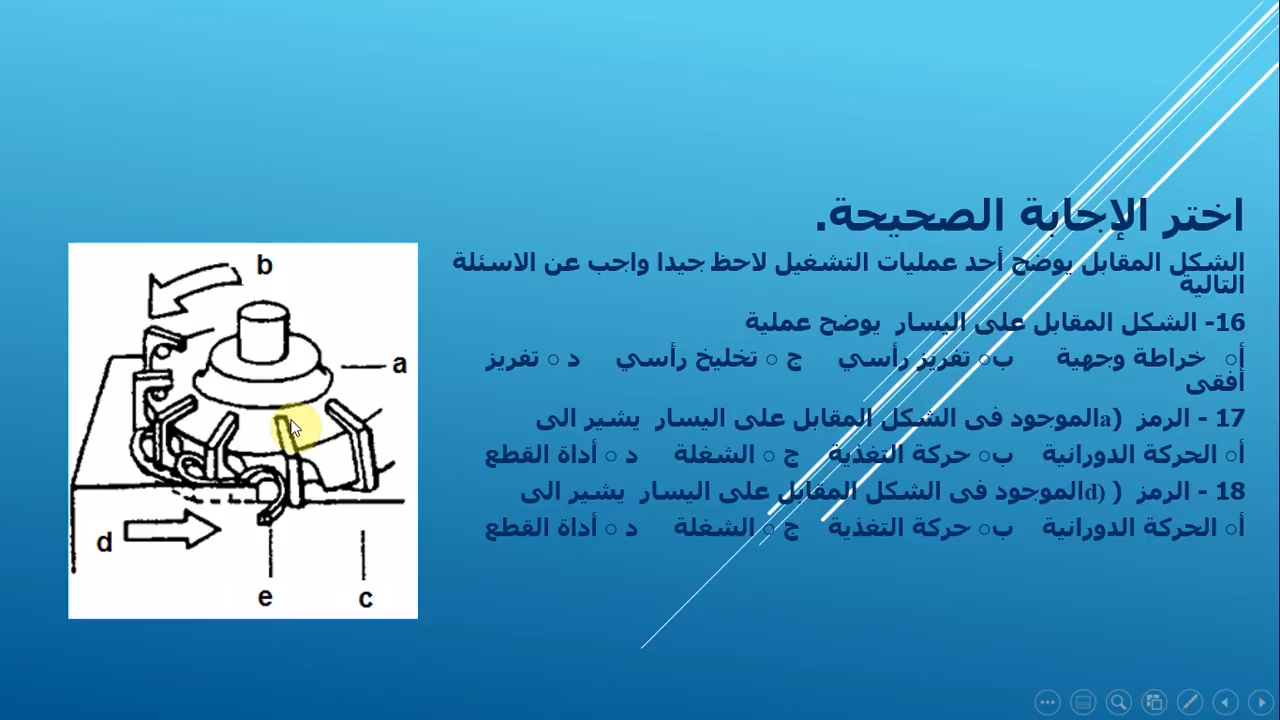 اختر الإجابة الصحيحة.
الشكل المقابل يوضح أحد عمليات التشغيل لاحظ جيدا واجب عن الاسئلة
التالية
16- الشكل المقابل على اليسار يوضح عملية
أ○ خراطة وجهية ب○ تفريز رأسي ج ○ تخليخ رأسي د ○ تفريز
أفقى
17 - الرمز (aالموجود فى الشكل المقابل على اليسار يشير الى
أ○ الحركة الدورانية ب○ حركة التغذية ج ○ الشغلة د ○ أداة القطع
18 - الرمز ( (dالموجود فى الشكل المقابل على اليسار يشير الى
أ○ الحركة الدورانية ب○ حركة التغذية ج ○ الشغلة د ○ أداة القطع
b
a
d
e
c